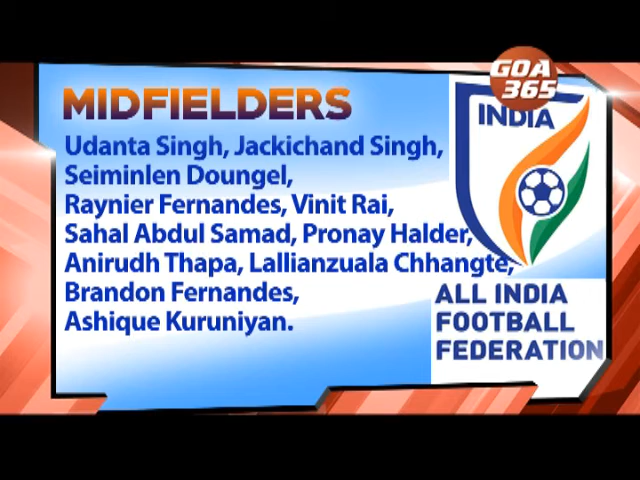 GOA
365
MIDFIELDERS
Udanta Singh, Jackichand Singh,
Seiminlen Doungel,
Raynier Fernandes, Vinit Rai,
Sahal Abdul Samad, Pronay Halder,
Anirudh Thapa, Lallianzuala Chhangte,
Brandon Fernandes,
Ashique Kuruniyan.
INDIA
ALL INDIA
FOOTBALL
FEDERATION